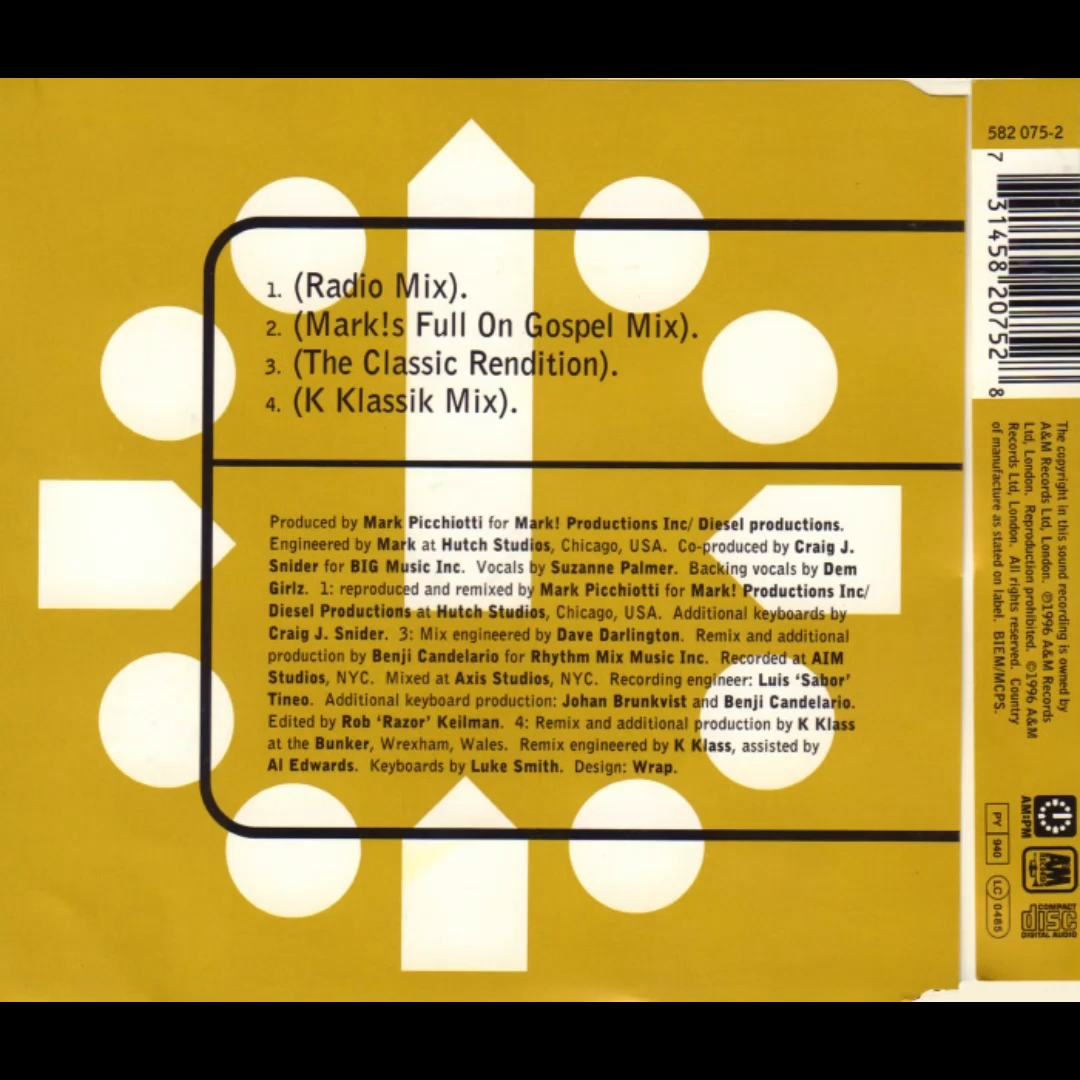 1. (Radio Mix).
2. (Mark!s Full On Gospel Mix).
3. (The Classic Rendition).
4. (K Klassik Mix).
Produced by Mark Picchiotti for Mark! Productions Inc/ Diesel productions.
Engineered by Mark at Hutch Studios, Chicago, USA. Co-produced by Craig J.
Snider for BIG Music Inc. Vocals by Suzanne Palmer. Backing vocals by Dem
Girlz. 1: reproduced and remixed by Mark Picchiotti for Mark! Productions Inc/
Diesel Productions at Hutch Studios, Chicago, USA. Additional keyboards by
Craig J. Snider. 3: Mix engineered by Dave Darlington. Remix and additional
production by Benji Candelario for Rhythm Mix Music Inc. Recorded at AIM
Studios, NYC. Mixed at Axis Studios, NYC. Recording engineer: Luis ‘Sabor’
Tineo. Additional keyboard production: Johan Brunkvist and Benji Candelario.
Edited by Rob ‘Razor’ Keilman. 4: Remix and additional production by K Klass
at the Bunker, Wrexham, Wales. Remix engineered by K Klass, assisted by
Al Edwards. Keyboards by Luke Smith. Design: Wrap.
582 075-2
7 31458 20752 8
The copyright in this sound recording is owned by
A&M Records Ltd, London. ℗1996 A&M Records
Ltd, London. Reproduction prohibited. ©1996 A&M
Records Ltd, London. All rights reserved. Country
of manufacture as stated on label. BIEM/MCPS.
AM:PM
A&M RECORDS
COMPACT
disc
DIGITAL AUDIO
PY 940
LC 0485